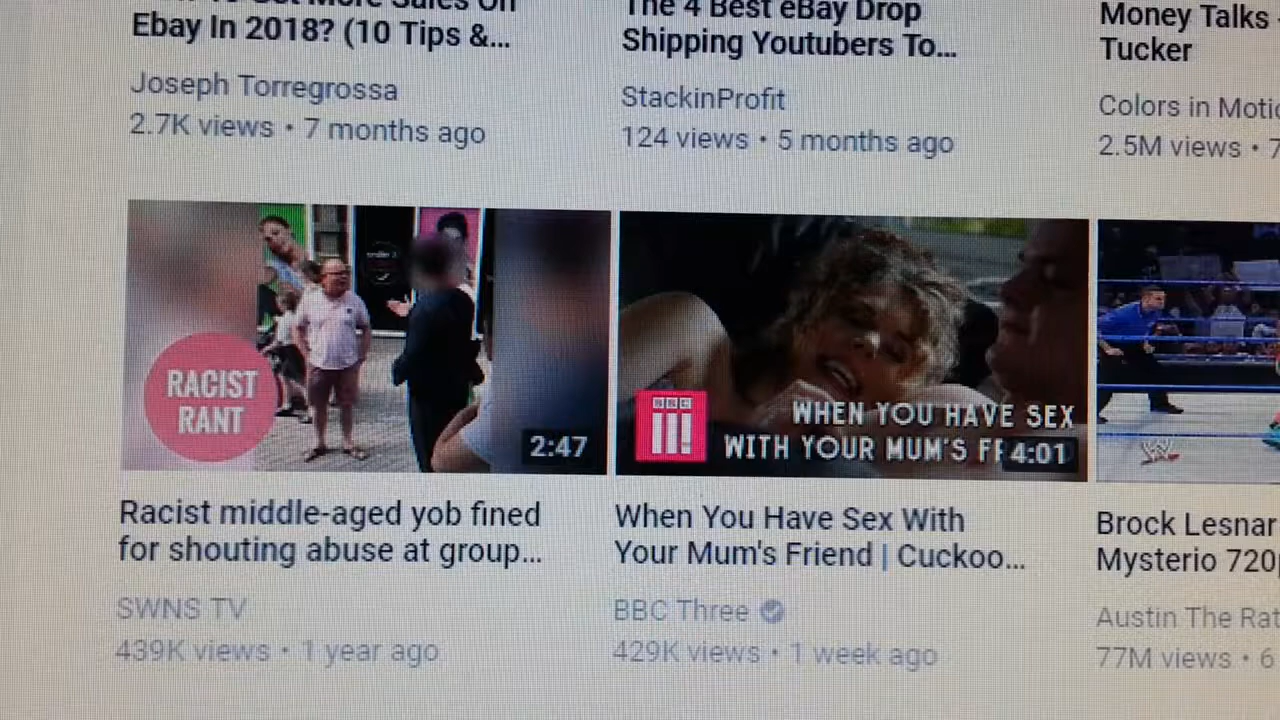 Ebay In 2018? (10 Tips &...
Joseph Torregrossa
2.7K views • 7 months ago
The 4 Best eBay Drop
Shipping Youtubers To...
StackinProfit
124 views • 5 months ago
Money Talks
Tucker
Colors in
2.5M views • 7
RACIST
RANT
2:47
Racist middle-aged yob fined
for shouting abuse at group...
SWNS TV
439K views • 1 year ago
BBC
III!
WHEN YOU HAVE SEX
WITH YOUR MUM'S
4:01
When You Have Sex With
Your Mum's Friend | Cuckoo...
BBC Three
429K views • 1 week ago
Brock Lesnar
Mysterio 720p
Austin The
77M views • 6